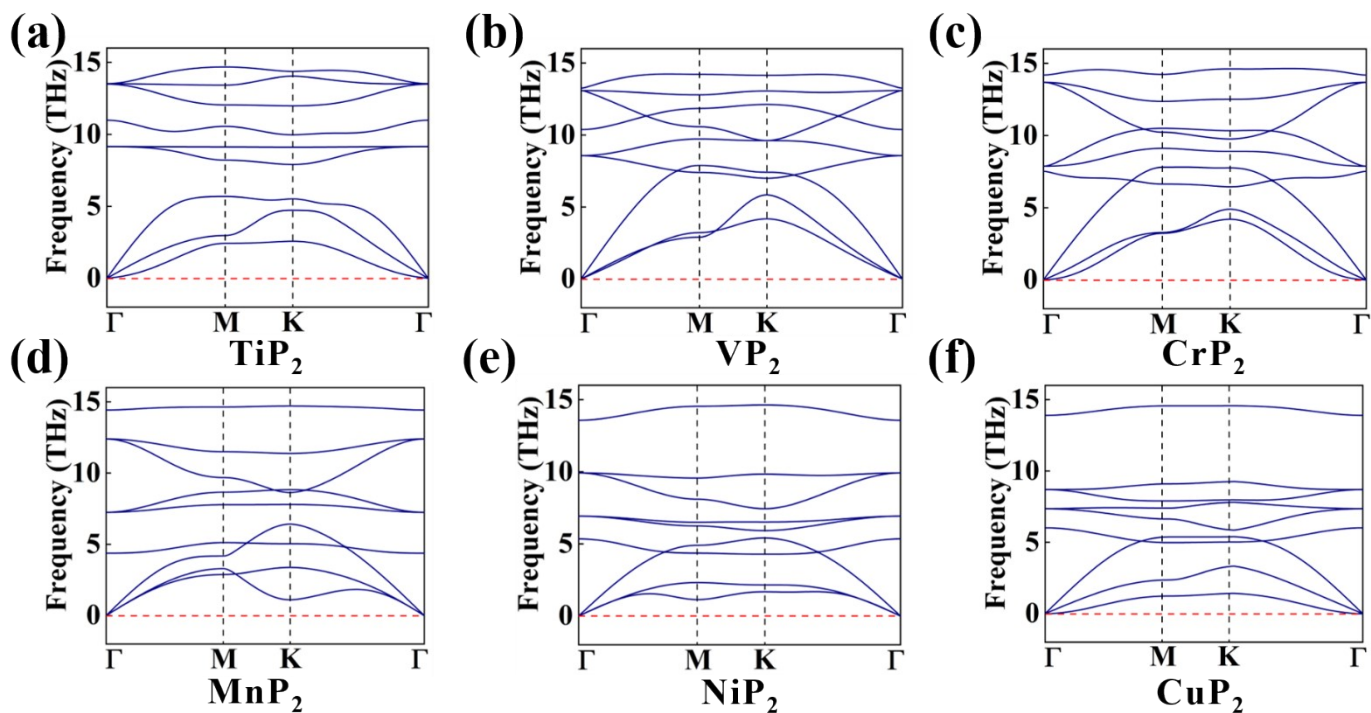 (a)
(b)
(c)
Frequency (THz)
15
10
5
0
Γ M K Γ
TiP₂
Frequency (THz)
15
10
5
0
Γ M K Γ
VP₂
Frequency (THz)
15
10
5
0
Γ M K Γ
CrP₂
(d)
(e)
(f)
Frequency (THz)
15
10
5
0
Γ M K Γ
MnP₂
Frequency (THz)
15
10
5
0
Γ M K Γ
NiP₂
Frequency (THz)
15
10
5
0
Γ M K Γ
CuP₂